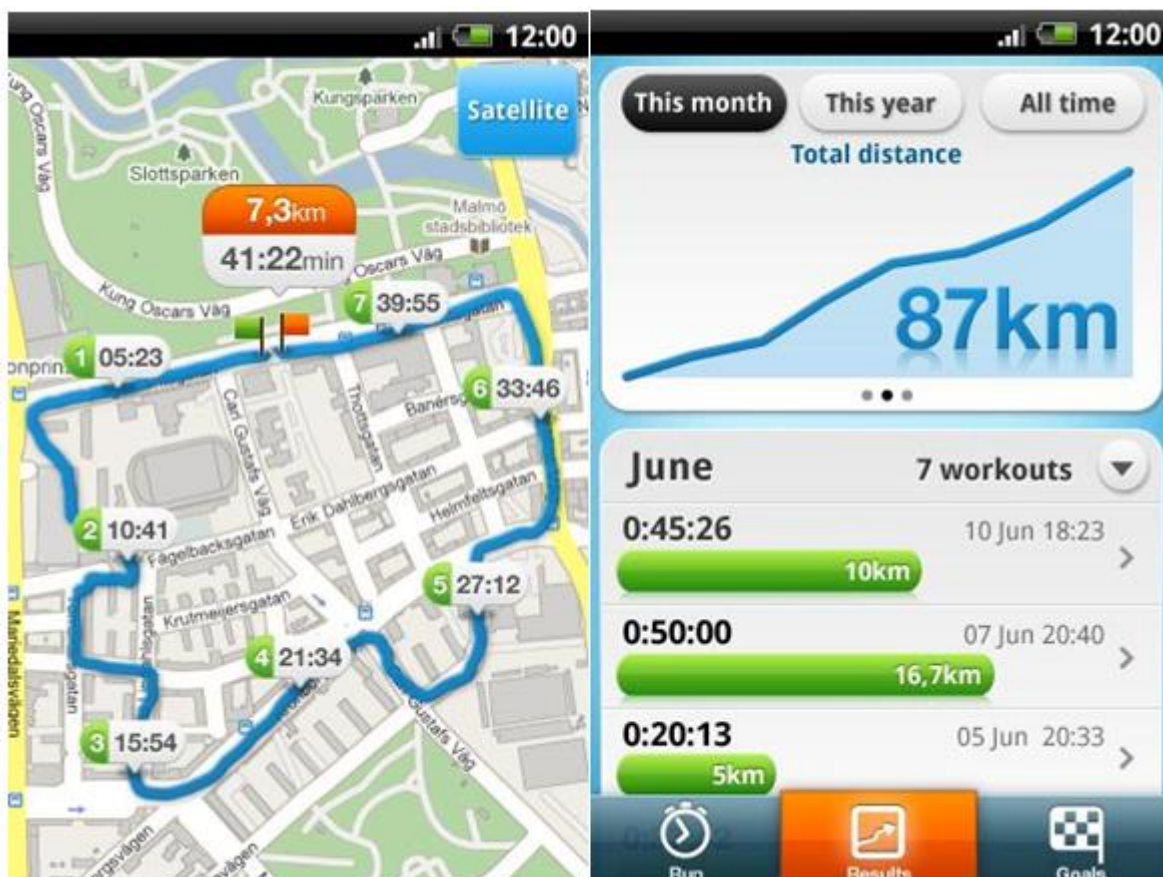 12:00
Kung Oscars Väg
Kungsparken
Satellite
Slottsparken
7,3km
41:22min
Malmö
stadsbibliotek
Kung Oscars Väg
Oscars Väg
7 39:55
1 05:23
6 33:46
Banérsg
Thottsgatan
Carl Gustafs Väg
Erik Dahlbergsgatan
Helmfeltsgatan
2 10:41
Fågelbacksgatan
5 27:12
Krutmeijersgatan
4 21:34
Mariedalsvägen
Gustafs Väg
3 15:54
12:00
This month
This year
All time
Total distance
87km
June
7 workouts
0:45:26
10 Jun 18:23
10km
0:50:00
07 Jun 20:40
16,7km
0:20:13
05 Jun 20:33
5km
Run
Results
Goals